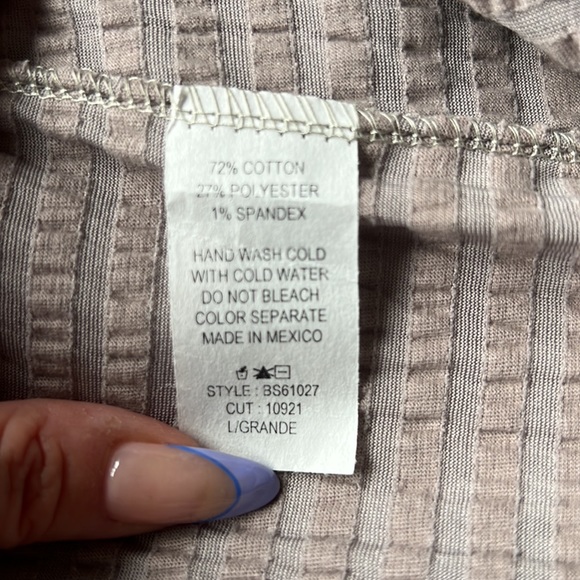 72% COTTON
27% POLYESTER
1% SPANDEX
HAND WASH COLD
WITH COLD WATER
DO NOT BLEACH
COLOR SEPARATE
MADE IN MEXICO
STYLE : BS61027
CUT : 10921
L/GRANDE